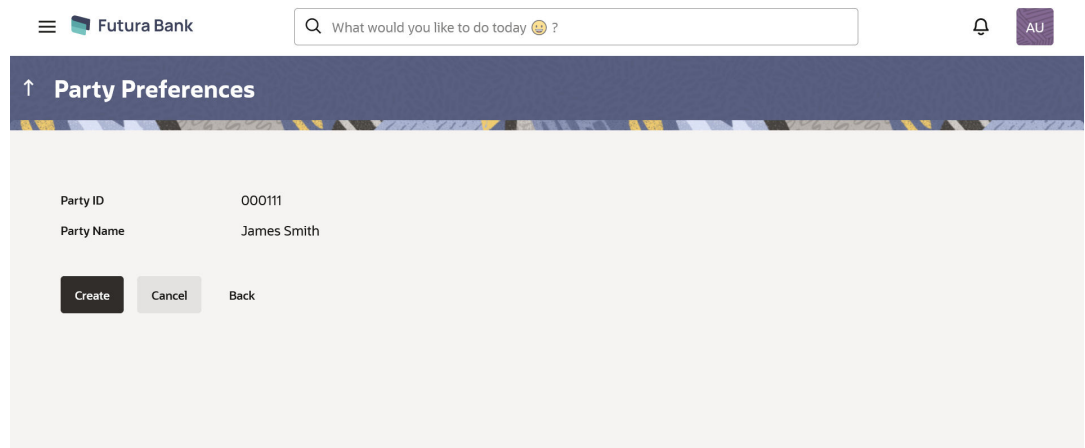 Futura Bank
What would you like to do today 😀 ?
AU
↑ Party Preferences
Party ID 000111
Party Name James Smith
Create Cancel Back